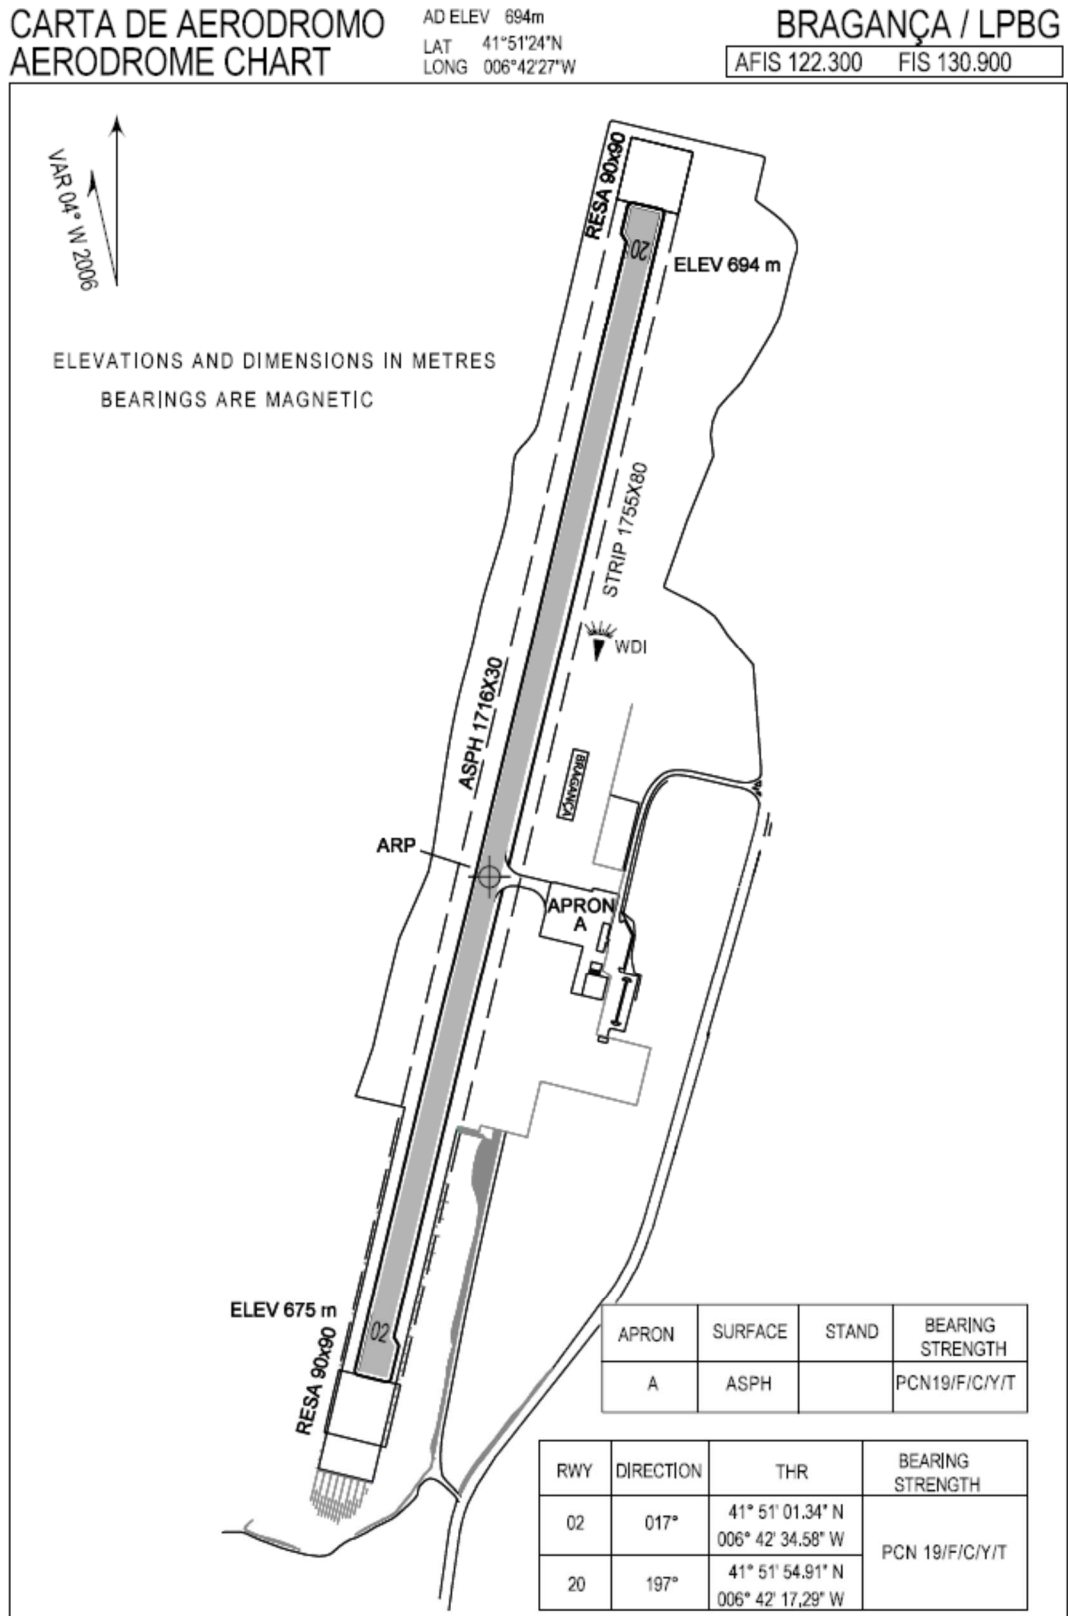 CARTA DE AERODROMO
AERODROME CHART
AD ELEV 694m
LAT 41°51'24"N
LONG 006°42'27"W
BRAGANÇA / LPBG
AFIS 122.300 FIS 130.900
VAR 04° W 2006
ELEVATIONS AND DIMENSIONS IN METRES
BEARINGS ARE MAGNETIC
RESA 90x90
20
ELEV 694 m
STRIP 1755X80
WDI
ASPH 1716X30
BRAGANÇA
ARP
APRON
A
ELEV 675 m
02
RESA 90x90
APRON SURFACE STAND BEARING STRENGTH
A ASPH PCN19/F/C/Y/T
RWY DIRECTION THR BEARING STRENGTH
02 017° 41° 51' 01.34" N
006° 42' 34.58" W
PCN 19/F/C/Y/T
20 197° 41° 51' 54.91" N
006° 42' 17,29" W